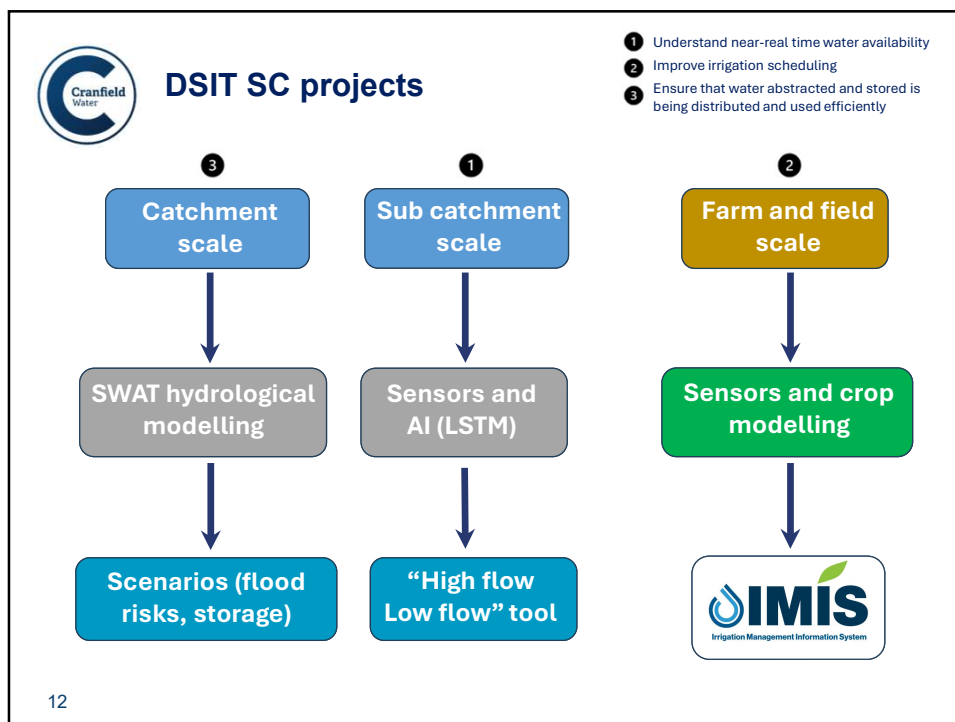 Cranfield
Water
DSIT SC projects
1 Understand near-real time water availability
2 Improve irrigation scheduling
3 Ensure that water abstracted and stored is
being distributed and used efficiently
3
1
2
Catchment
scale
Sub catchment
scale
Farm and field
scale
SWAT hydrological
modelling
Sensors and
AI (LSTM)
Sensors and crop
modelling
Scenarios (flood
risks, storage)
“High flow
Low flow” tool
IMIS
Irrigation Management Information System
12